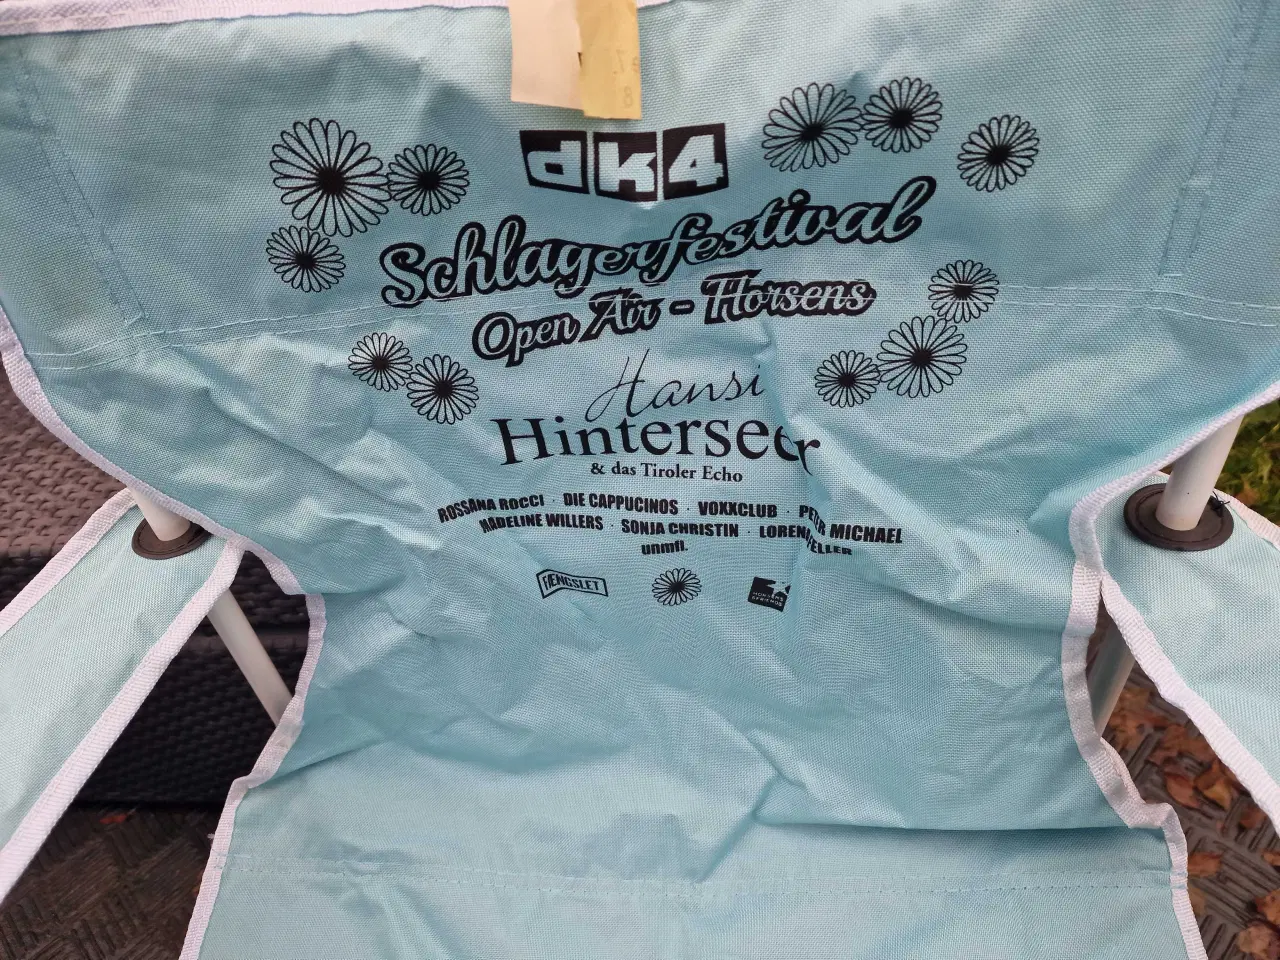 dk4
Schlagerfestival
Open Air - Horsens
Hansi
Hinterseer
& das Tiroler Echo
ROSSANA ROCCI · DIE CAPPUCINOS · VOXXCLUB · PETER MICHAEL
MADELINE WILLERS · SONJA CHRISTIN ·
unmfl.
FÆNGSLET